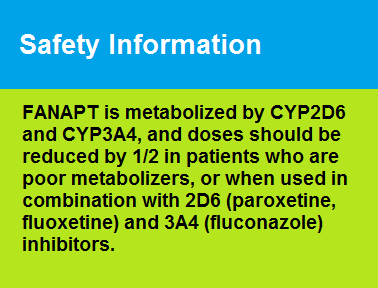 Safety Information
FANAPT is metabolized by CYP2D6
and CYP3A4, and doses should be
reduced by 1/2 in patients who are
poor metabolizers, or when used in
combination with 2D6 (paroxetine,
fluoxetine) and 3A4 (fluconazole)
inhibitors.